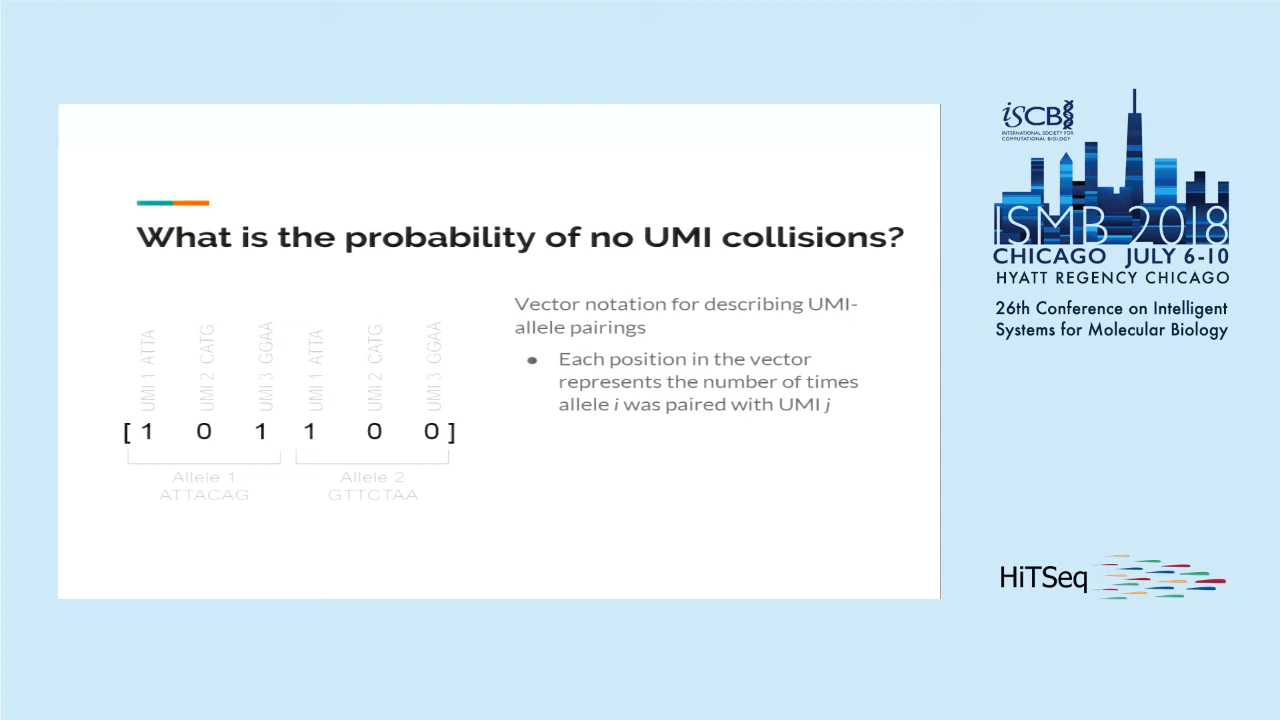 What is the probability of no UMI collisions?
UMI 1 ATTA
UMI 2 CATG
UMI 3 GGAA
UMI 1 ATTA
UMI 2 CATG
UMI 3 GGAA
[ 1 0 1 1 0 0 ]
Allele 1
ATTACAG
Allele 2
GTTCTAA
Vector notation for describing UMI-
allele pairings
● Each position in the vector
represents the number of times
allele i was paired with UMI j
iSCB
INTERNATIONAL SOCIETY FOR
COMPUTATIONAL BIOLOGY
ISMB 2018
CHICAGO JULY 6-10
HYATT REGENCY CHICAGO
26th Conference on Intelligent
Systems for Molecular Biology
HiTSeq